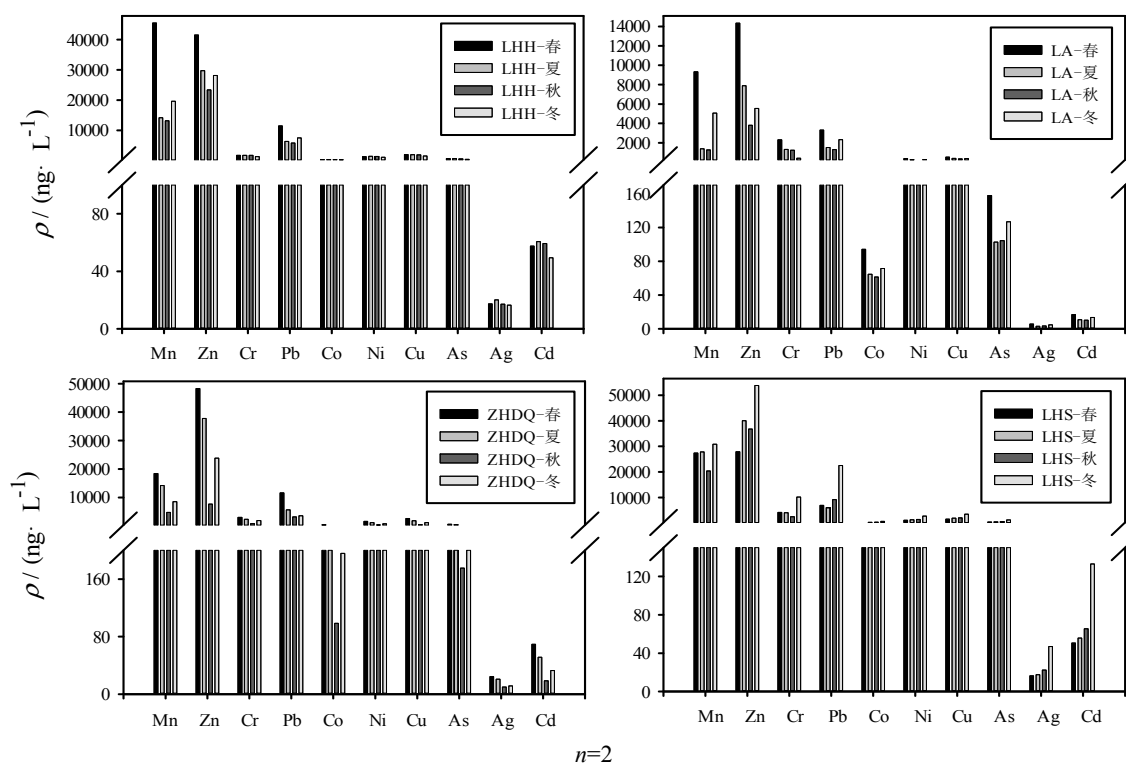 40000
30000
20000
10000
80
40
0
ρ / (ng· L⁻¹)
LHH-春
LHH-夏
LHH-秋
LHH-冬
Mn Zn Cr Pb Co Ni Cu As Ag Cd
14000
12000
10000
8000
6000
4000
2000
160
120
80
40
0
LA-春
LA-夏
LA-秋
LA-冬
Mn Zn Cr Pb Co Ni Cu As Ag Cd
50000
40000
30000
20000
10000
160
80
0
ρ / (ng· L⁻¹)
ZHDQ-春
ZHDQ-夏
ZHDQ-秋
ZHDQ-冬
Mn Zn Cr Pb Co Ni Cu As Ag Cd
50000
40000
30000
20000
10000
120
80
40
0
LHS-春
LHS-夏
LHS-秋
LHS-冬
Mn Zn Cr Pb Co Ni Cu As Ag Cd
n=2